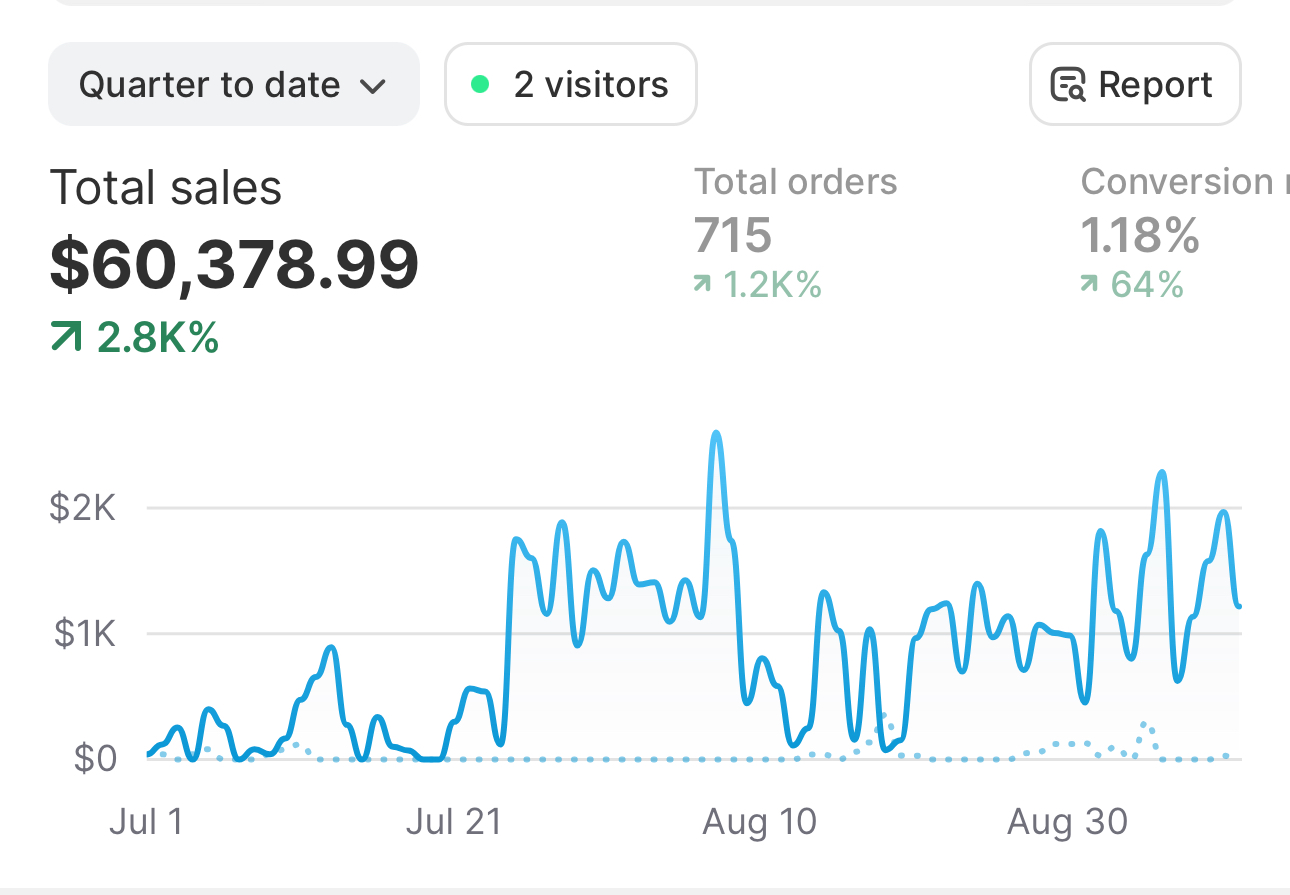 Quarter to date
2 visitors
Report
Total sales
$60,378.99
2.8K%
Total orders
715
1.2K%
Conversion
1.18%
64%
$2K
$1K
$0
Jul 1
Jul 21
Aug 10
Aug 30